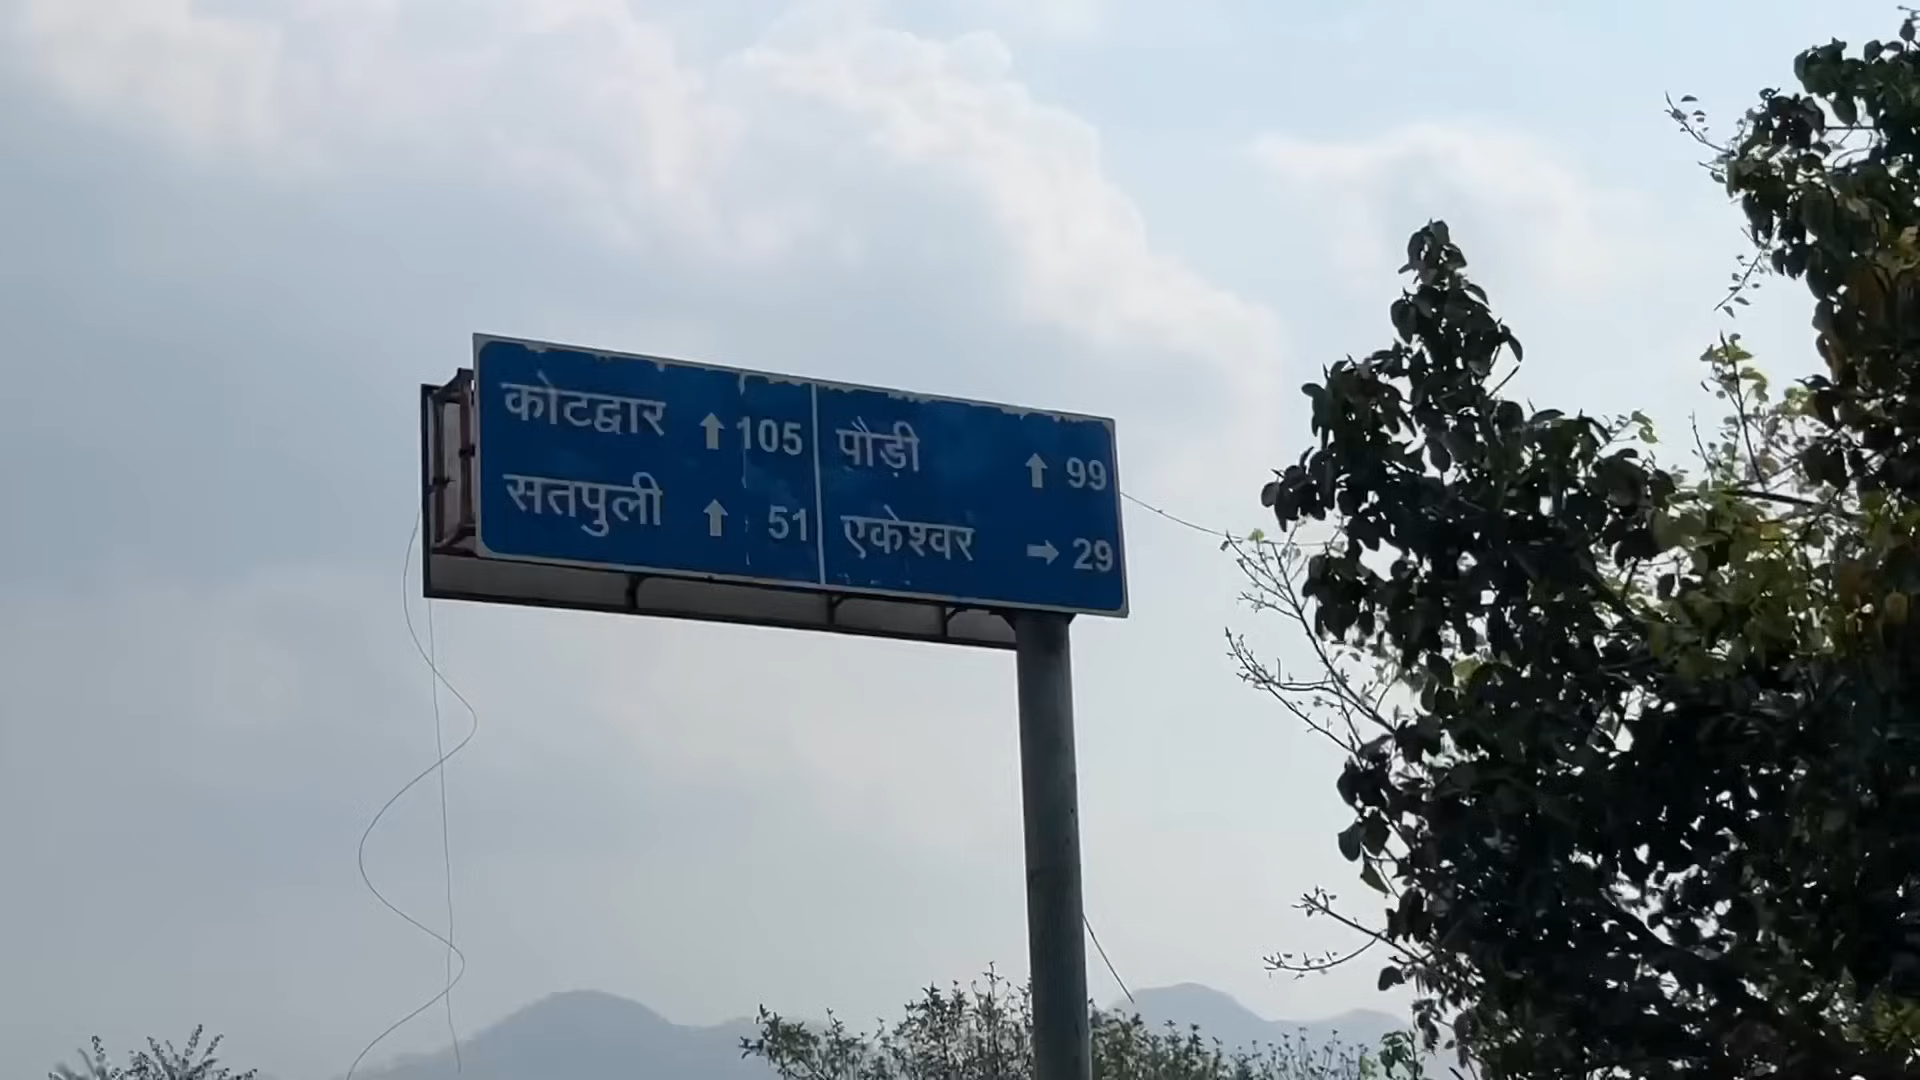 कोटद्वार ↑ 105
सतपुली ↑ 51
पौड़ी ↑ 99
एकेश्वर → 29